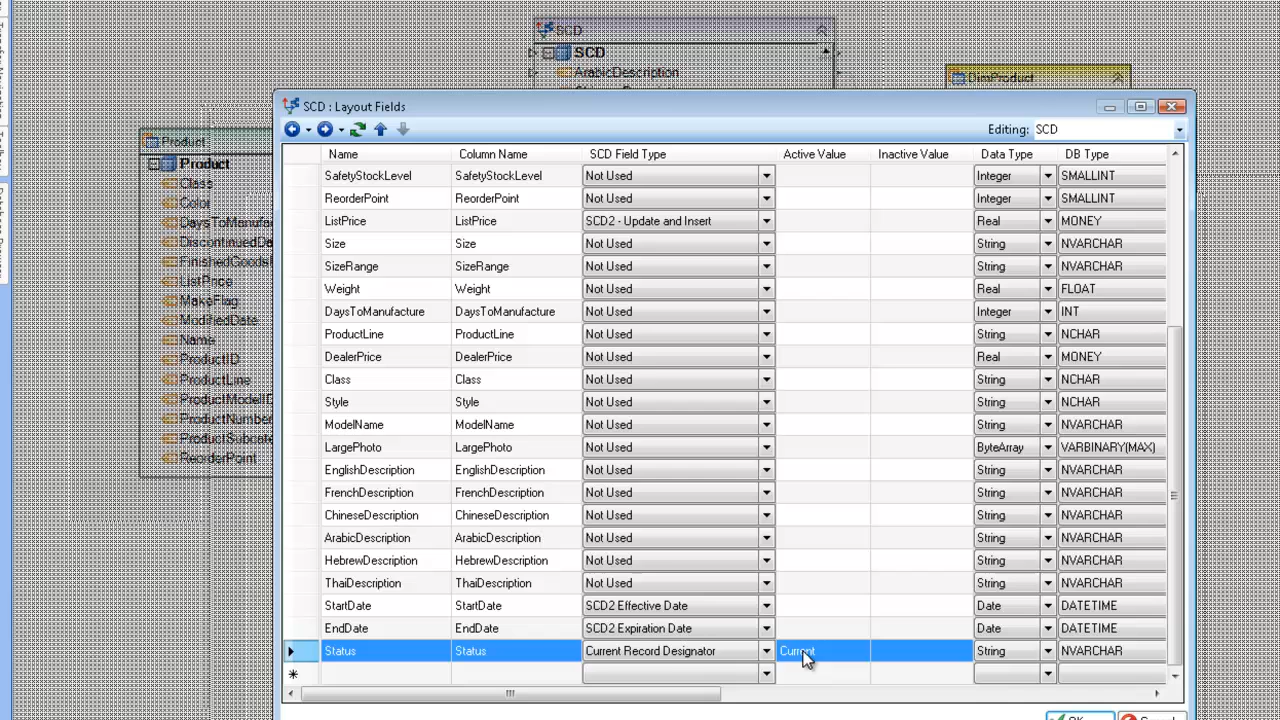 SCD
SCD
ArabicDescription
DimProduct
SCD : Layout Fields
Editing: SCD
Product
Product
Class
Color
DaysToManufa
DiscontinuedDa
FinishedGoods
ListPrice
MakeFlag
ModifiedDate
Name
ProductID
ProductLine
ProductModelID
ProductNumber
ProductSubcate
ReorderPoint
Name Column Name SCD Field Type Active Value Inactive Value Data Type DB Type
SafetyStockLevel SafetyStockLevel Not Used Integer SMALLINT
ReorderPoint ReorderPoint Not Used Integer SMALLINT
ListPrice ListPrice SCD2 - Update and Insert Real MONEY
Size Size Not Used String NVARCHAR
SizeRange SizeRange Not Used String NVARCHAR
Weight Weight Not Used Real FLOAT
DaysToManufacture DaysToManufacture Not Used Integer INT
ProductLine ProductLine Not Used String NCHAR
DealerPrice DealerPrice Not Used Real MONEY
Class Class Not Used String NCHAR
Style Style Not Used String NCHAR
ModelName ModelName Not Used String NVARCHAR
LargePhoto LargePhoto Not Used ByteArray VARBINARY(MAX)
EnglishDescription EnglishDescription Not Used String NVARCHAR
FrenchDescription FrenchDescription Not Used String NVARCHAR
ChineseDescription ChineseDescription Not Used String NVARCHAR
ArabicDescription ArabicDescription Not Used String NVARCHAR
HebrewDescription HebrewDescription Not Used String NVARCHAR
ThaiDescription ThaiDescription Not Used String NVARCHAR
StartDate StartDate SCD2 Effective Date Date DATETIME
EndDate EndDate SCD2 Expiration Date Date DATETIME
Status Status Current Record Designator Current String NVARCHAR